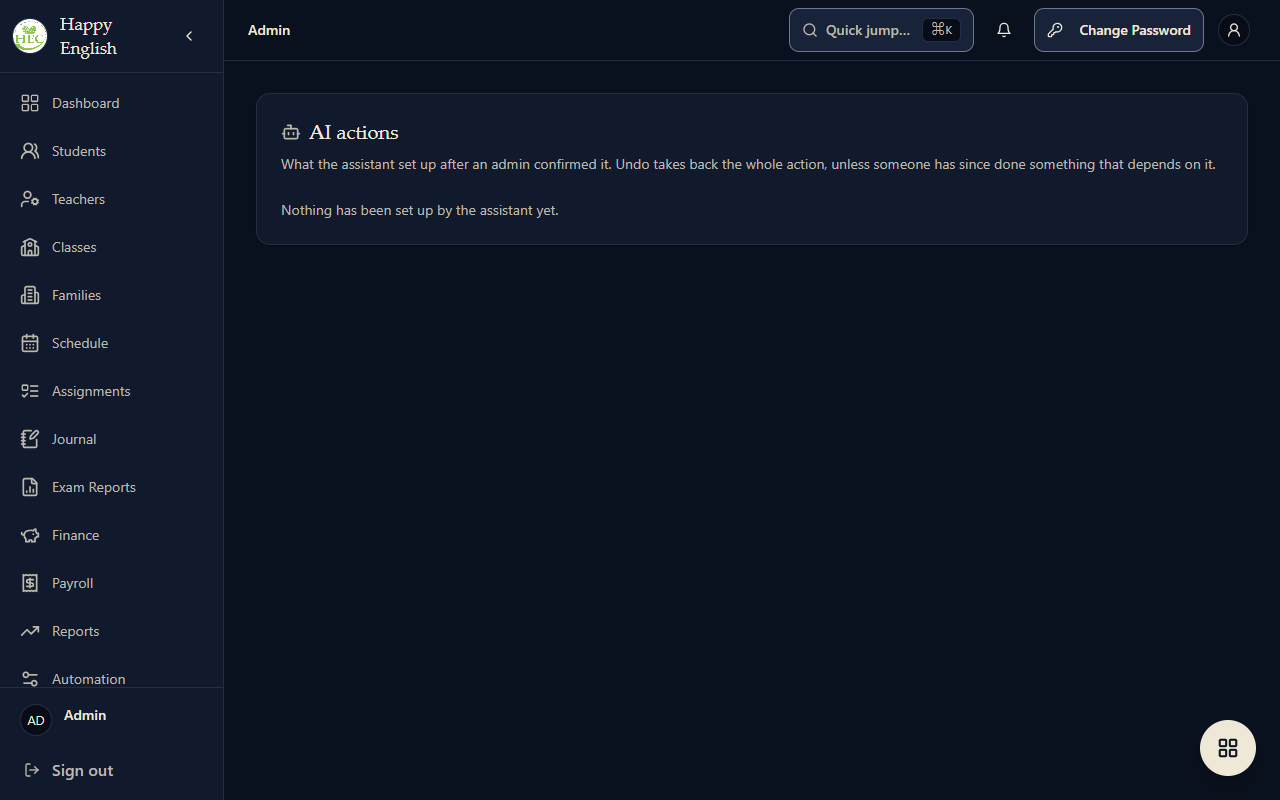 HEC
Happy
English
Admin
Quick jump...
⌘K
Change Password
Dashboard
Students
Teachers
Classes
Families
Schedule
Assignments
Journal
Exam Reports
Finance
Payroll
Reports
Automation
AI actions
What the assistant set up after an admin confirmed it. Undo takes back the whole action, unless someone has since done something that depends on it.
Nothing has been set up by the assistant yet.
AD
Admin
Sign out